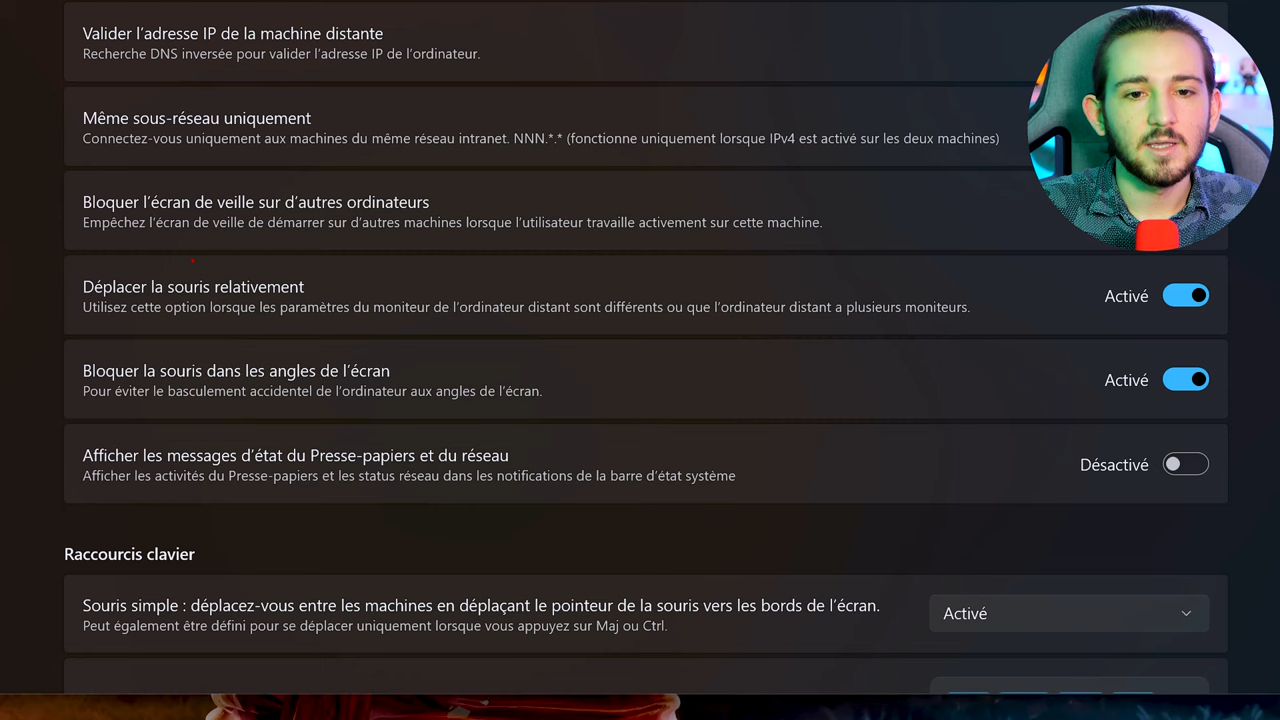 Valider l’adresse IP de la machine distante
Recherche DNS inversée pour valider l’adresse IP de l’ordinateur.
Même sous-réseau uniquement
Connectez-vous uniquement aux machines du même réseau intranet. NNN.*.* (fonctionne uniquement lorsque IPv4 est activé sur les deux machines)
Bloquer l’écran de veille sur d’autres ordinateurs
Empêchez l’écran de veille de démarrer sur d’autres machines lorsque l’utilisateur travaille activement sur cette machine.
Déplacer la souris relativement
Utilisez cette option lorsque les paramètres du moniteur de l’ordinateur distant sont différents ou que l’ordinateur distant a plusieurs moniteurs.
Activé
Bloquer la souris dans les angles de l’écran
Pour éviter le basculement accidentel de l’ordinateur aux angles de l’écran.
Activé
Afficher les messages d’état du Presse-papiers et du réseau
Afficher les activités du Presse-papiers et les status réseau dans les notifications de la barre d’état système
Désactivé
Raccourcis clavier
Souris simple : déplacez-vous entre les machines en déplaçant le pointeur de la souris vers les bords de l’écran.
Peut également être défini pour se déplacer uniquement lorsque vous appuyez sur Maj ou Ctrl.
Activé